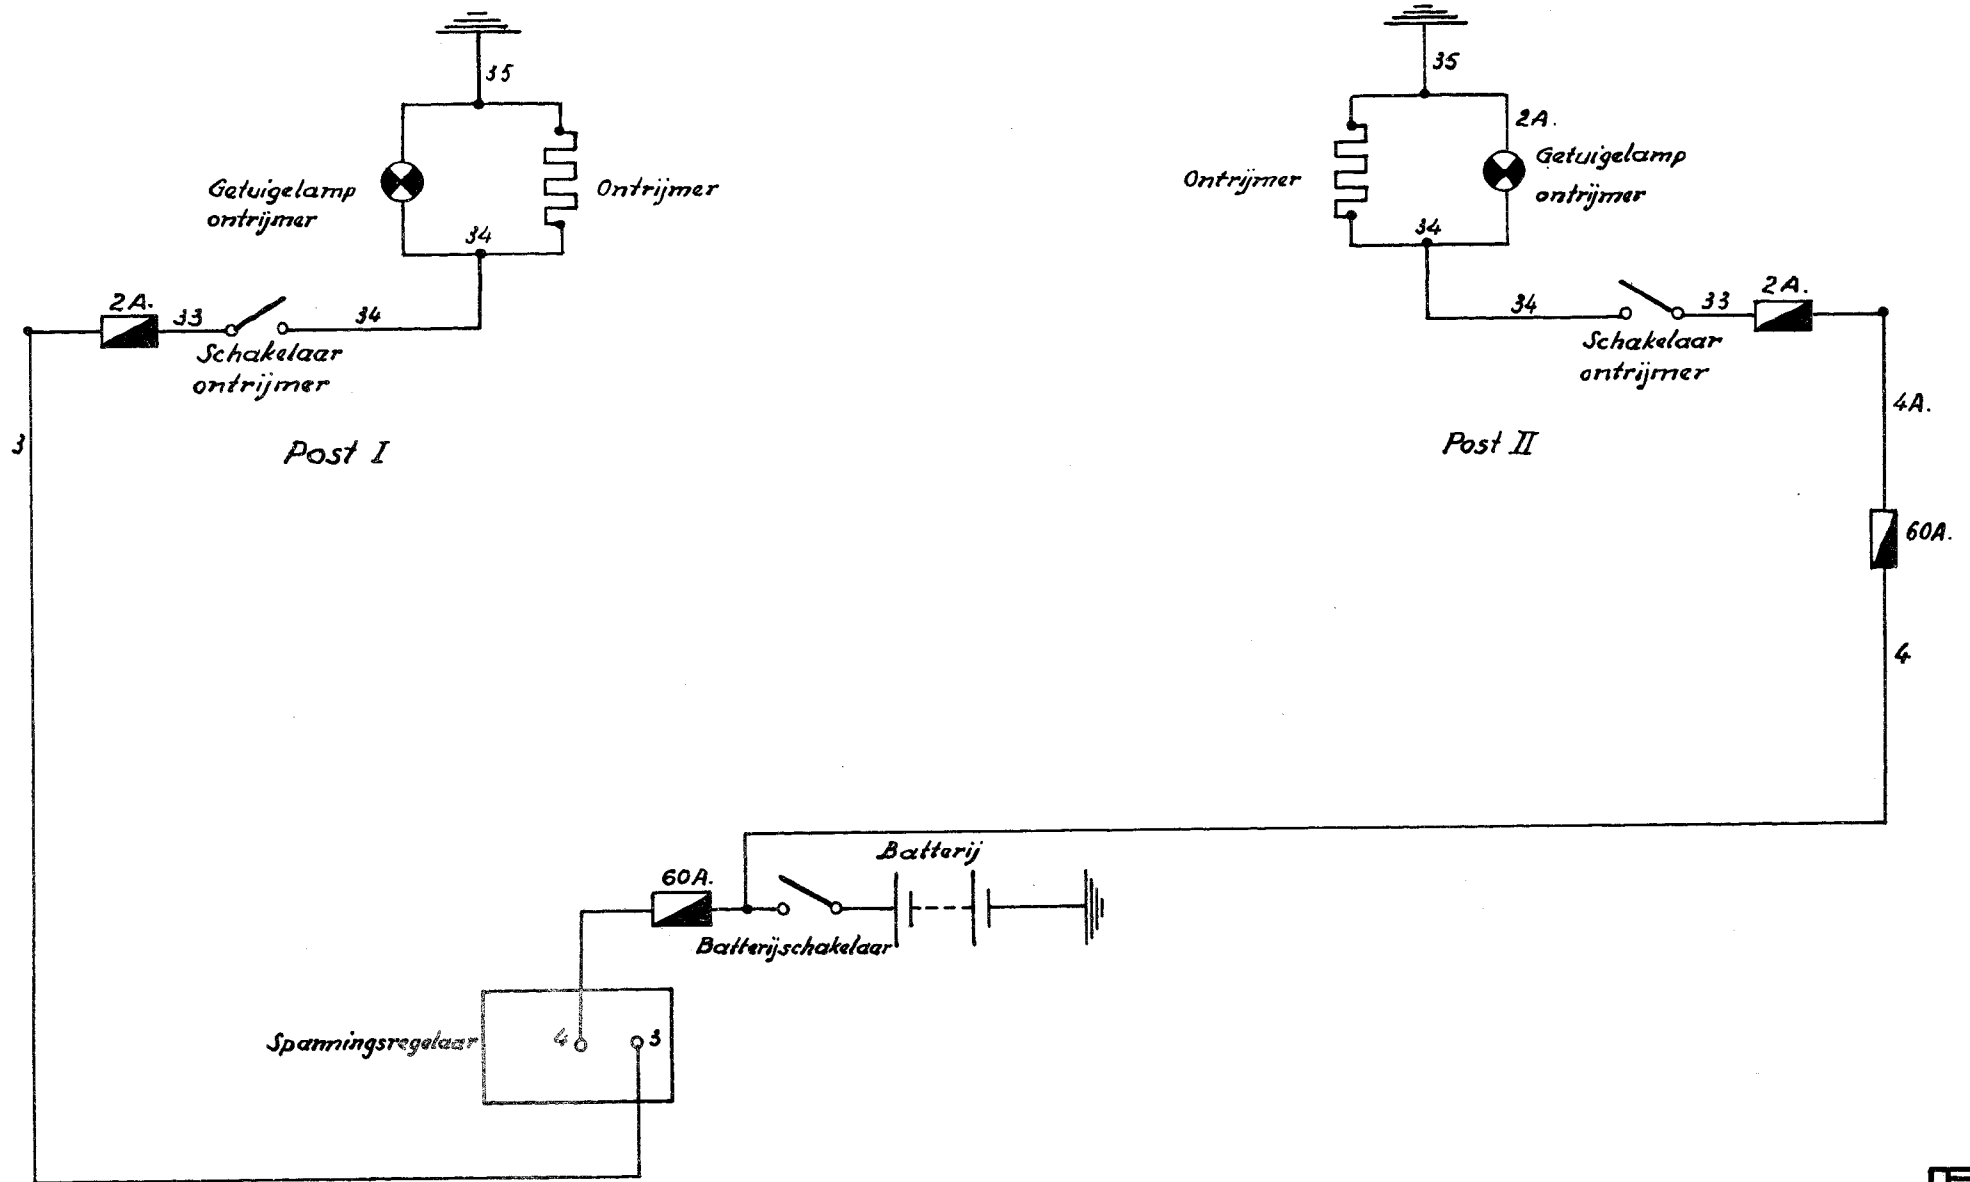 35
Getuigelamp
ontrijmer
Ontrijmer
34
2A.
33
34
Schakelaar
ontrijmer
3
Post I
35
2A.
Ontrijmer
Getuigelamp
ontrijmer
34
34
33
2A.
Schakelaar
ontrijmer
4A.
Post II
60A.
4
Batterij
60A.
Batterijschakelaar
Spanningsregelaar
4
3